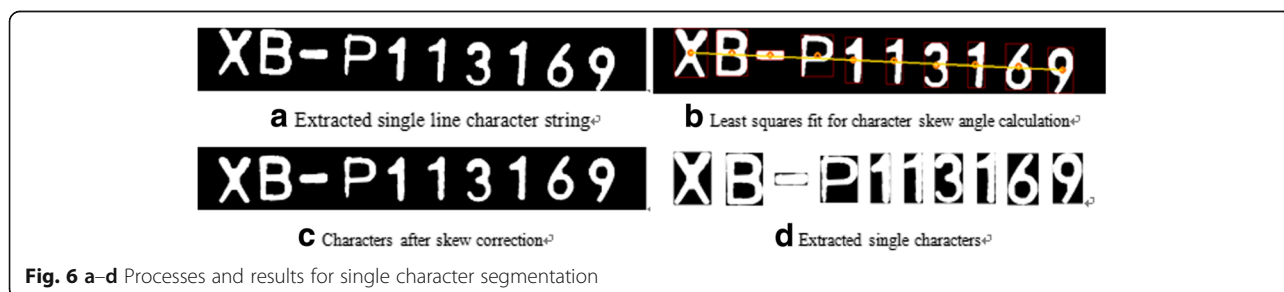 XB-P113169
XB-P113169
a Extracted single line character string↵
b Least squares fit for character skew angle calculation↵
XB-P113169
XB-P113169↵
c Characters after skew correction↵
d Extracted single characters↵
Fig. 6 a–d Processes and results for single character segmentation